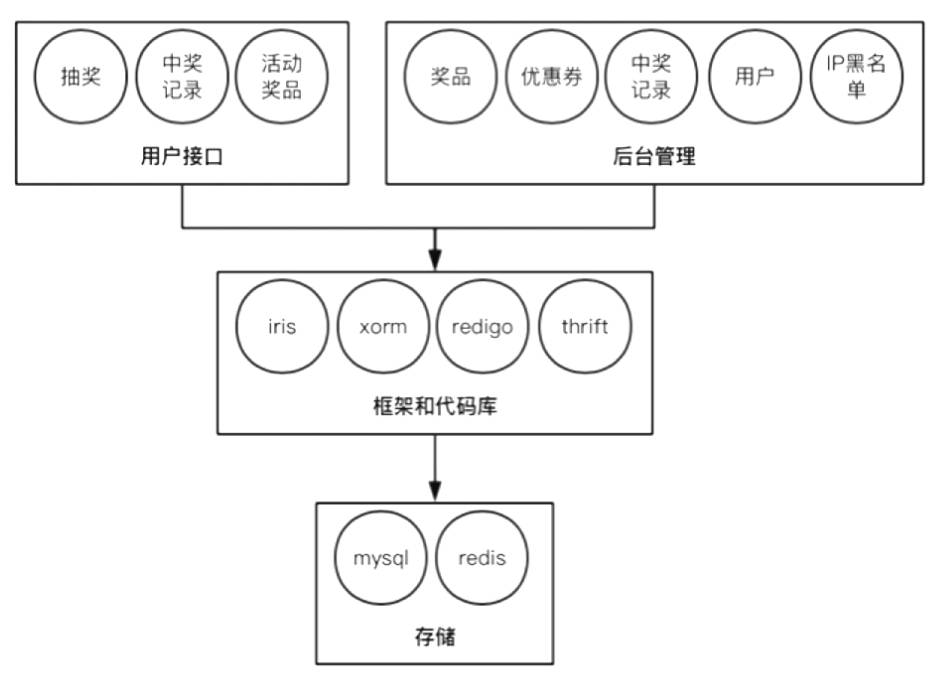 抽奖
中奖
记录
活动
奖品
用户接口
奖品
优惠券
中奖
记录
用户
IP黑名
单
后台管理
iris
xorm
redigo
thrift
框架和代码库
mysql
redis
存储